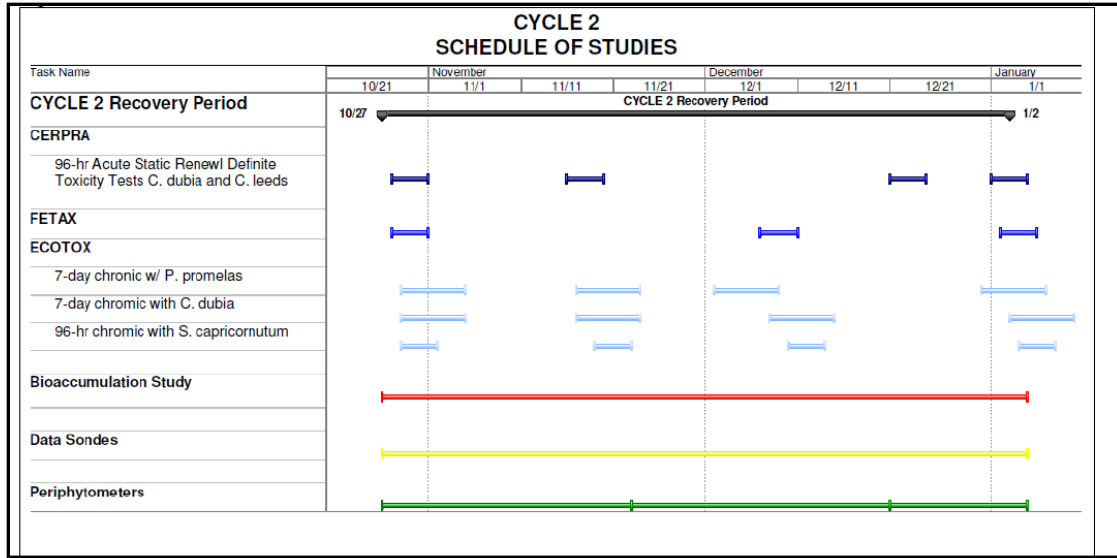 CYCLE 2
SCHEDULE OF STUDIES
Task Name November December January
10/21 11/1 11/11 11/21 12/1 12/11 12/21 1/1
CYCLE 2 Recovery Period
CYCLE 2 Recovery Period
10/27 1/2
CERPRA
96-hr Acute Static Renewl Definite
Toxicity Tests C. dubia and C. leeds
FETAX
ECOTOX
7-day chronic w/ P. promelas
7-day chromic with C. dubia
96-hr chromic with S. capricornutum
Bioaccumulation Study
Data Sondes
Periphytometers